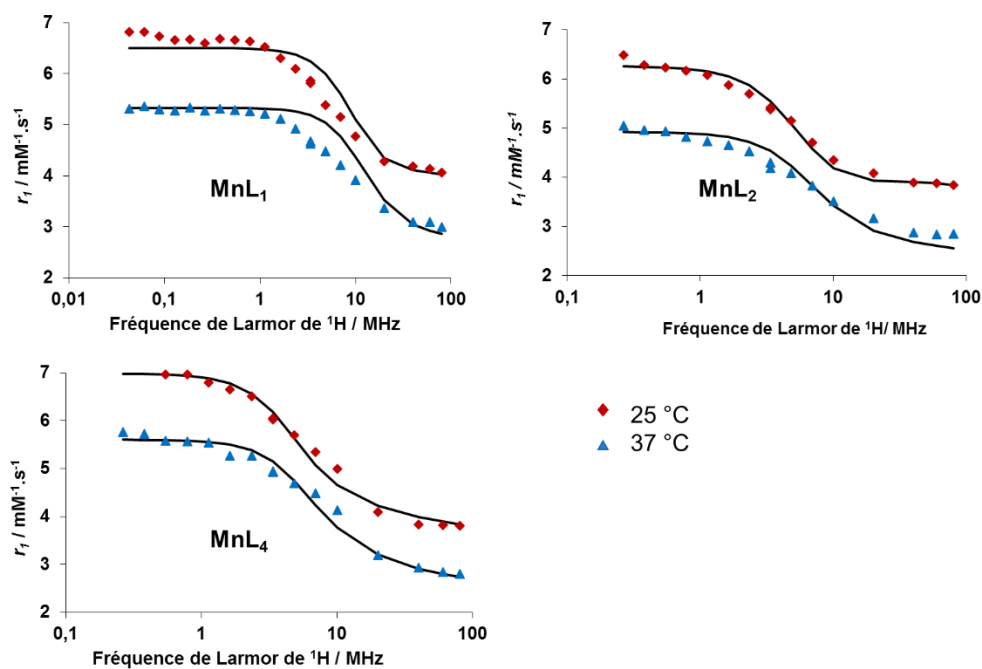 7
6
5
4
3
2
r₁ / mM⁻¹.s⁻¹
MnL₁
0,01 0,1 1 10 100
Fréquence de Larmor de ¹H / MHz
7
6
5
4
3
2
r₁ / mM⁻¹.s⁻¹
MnL₂
0,1 1 10 100
Fréquence de Larmor de ¹H/ MHz
7
6
5
4
3
2
r₁ / mM⁻¹.s⁻¹
MnL₄
0,1 1 10 100
Fréquence de Larmor de ¹H / MHz
25 °C
37 °C